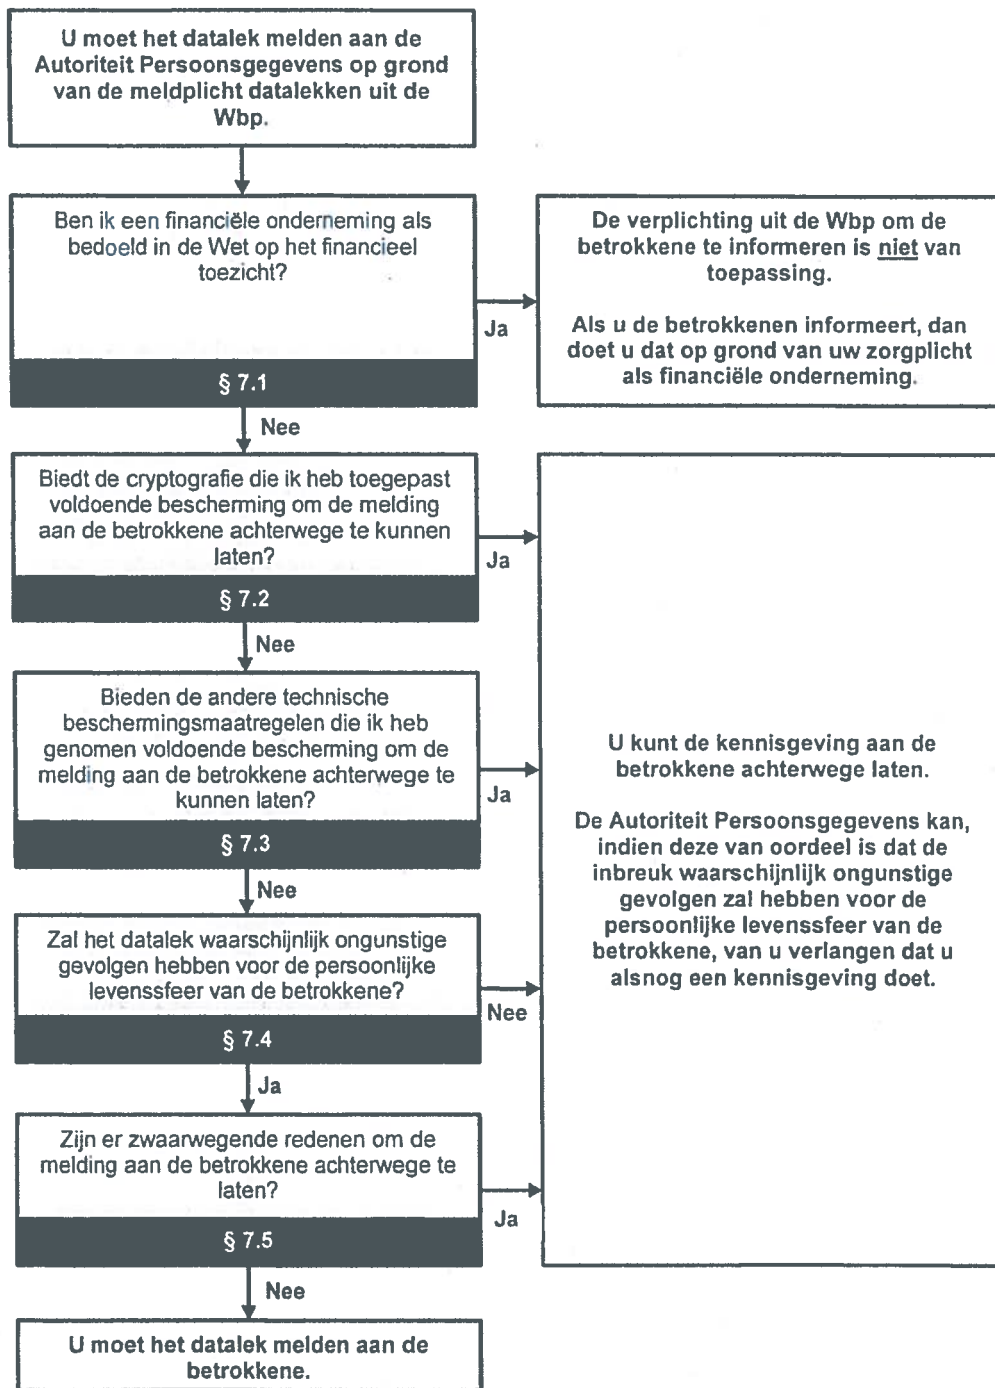 U moet het datalek melden aan de
Autoriteit Persoonsgegevens op grond
van de meldplicht datalekken uit de
Wbp.
Ben ik een financiële onderneming als
bedoeld in de Wet op het financieel
toezicht?
§ 7.1
Ja
De verplichting uit de Wbp om de
betrokkene te informeren is niet van
toepassing.
Als u de betrokkenen informeert, dan
doet u dat op grond van uw zorgplicht
als financiële onderneming.
Nee
Biedt de cryptografie die ik heb toegepast
voldoende bescherming om de melding
aan de betrokkene achterwege te kunnen
laten?
§ 7.2
Ja
Nee
Bieden de andere technische
beschermingsmaatregelen die ik heb
genomen voldoende bescherming om de
melding aan de betrokkene achterwege te
kunnen laten?
§ 7.3
Ja
Nee
Zal het datalek waarschijnlijk ongunstige
gevolgen hebben voor de persoonlijke
levenssfeer van de betrokkene?
§ 7.4
Nee
Ja
Zijn er zwaarwegende redenen om de
melding aan de betrokkene achterwege te
laten?
§ 7.5
Ja
Nee
U moet het datalek melden aan de
betrokkene.
U kunt de kennisgeving aan de
betrokkene achterwege laten.
De Autoriteit Persoonsgegevens kan,
indien deze van oordeel is dat de
inbreuk waarschijnlijk ongunstige
gevolgen zal hebben voor de
persoonlijke levenssfeer van de
betrokkene, van u verlangen dat u
alsnog een kennisgeving doet.